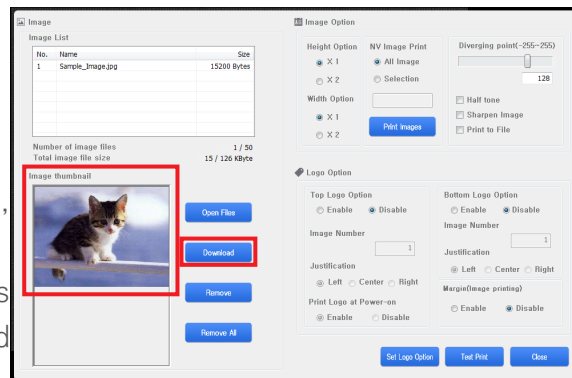 Image
Image List
No. Name Size
1 Sample_Image.jpg 15200 Bytes
Number of image files 1 / 50
Total image file size 15 / 126 KByte
Image thumbnail
Open Files
Download
Remove
Remove All
,
s
d
Image Option
Height Option NV Image Print Diverging point(-255~255)
X 1 All Image
X 2 Selection 128
Width Option Half tone
X 1 Print Images Sharpen Image
X 2 Print to File
Logo Option
Top Logo Option Bottom Logo Option
Enable Disable Enable Disable
Image Number Image Number
1 1
Justification Justification
Left Center Right Left Center Right
Print Logo at Power-on Margin(Image printing)
Enable Disable Enable Disable
Set Logo Option Test Print Close